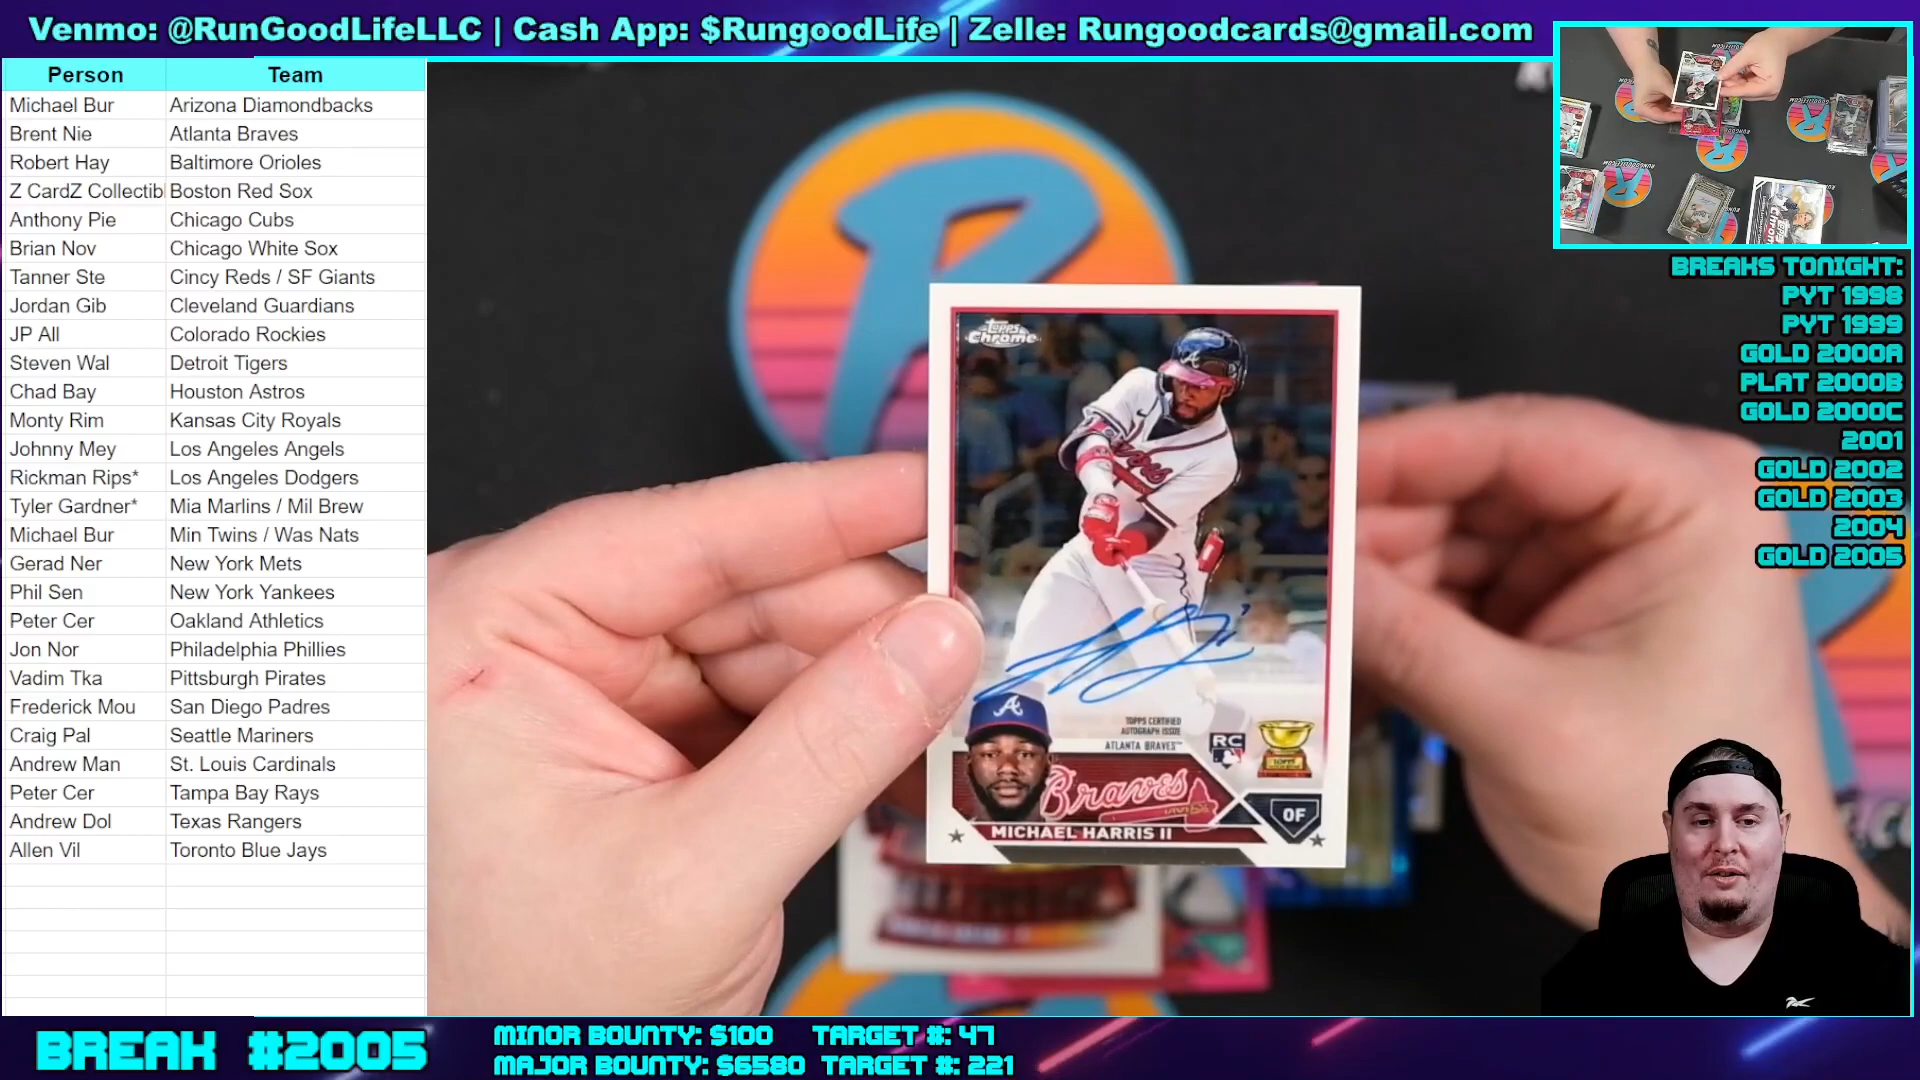 Venmo: @RunGoodLifeLLC | Cash App: $RungoodLife | Zelle: Rungoodcards@gmail.com
Person Team
Michael Bur Arizona Diamondbacks
Brent Nie Atlanta Braves
Robert Hay Baltimore Orioles
Z CardZ Collectibl Boston Red Sox
Anthony Pie Chicago Cubs
Brian Nov Chicago White Sox
Tanner Ste Cincy Reds / SF Giants
Jordan Gib Cleveland Guardians
JP All Colorado Rockies
Steven Wal Detroit Tigers
Chad Bay Houston Astros
Monty Rim Kansas City Royals
Johnny Mey Los Angeles Angels
Rickman Rips* Los Angeles Dodgers
Tyler Gardner* Mia Marlins / Mil Brew
Michael Bur Min Twins / Was Nats
Gerad Ner New York Mets
Phil Sen New York Yankees
Peter Cer Oakland Athletics
Jon Nor Philadelphia Phillies
Vadim Tka Pittsburgh Pirates
Frederick Mou San Diego Padres
Craig Pal Seattle Mariners
Andrew Man St. Louis Cardinals
Peter Cer Tampa Bay Rays
Andrew Dol Texas Rangers
Allen Vil Toronto Blue Jays
Topps
Chrome
A
Braves
TOPPS CERTIFIED
AUTOGRAPH ISSUE
ATLANTA BRAVES™
RC
TOPPS
A
Braves
OF
MICHAEL HARRIS II
BREAKS TONIGHT:
PYT 1998
PYT 1999
GOLD 2000A
PLAT 2000B
GOLD 2000C
2001
GOLD 2002
GOLD 2003
2004
GOLD 2005
BREAK #2005
MINOR BOUNTY: $100 TARGET #: 47
MAJOR BOUNTY: $6580 TARGET #: 221